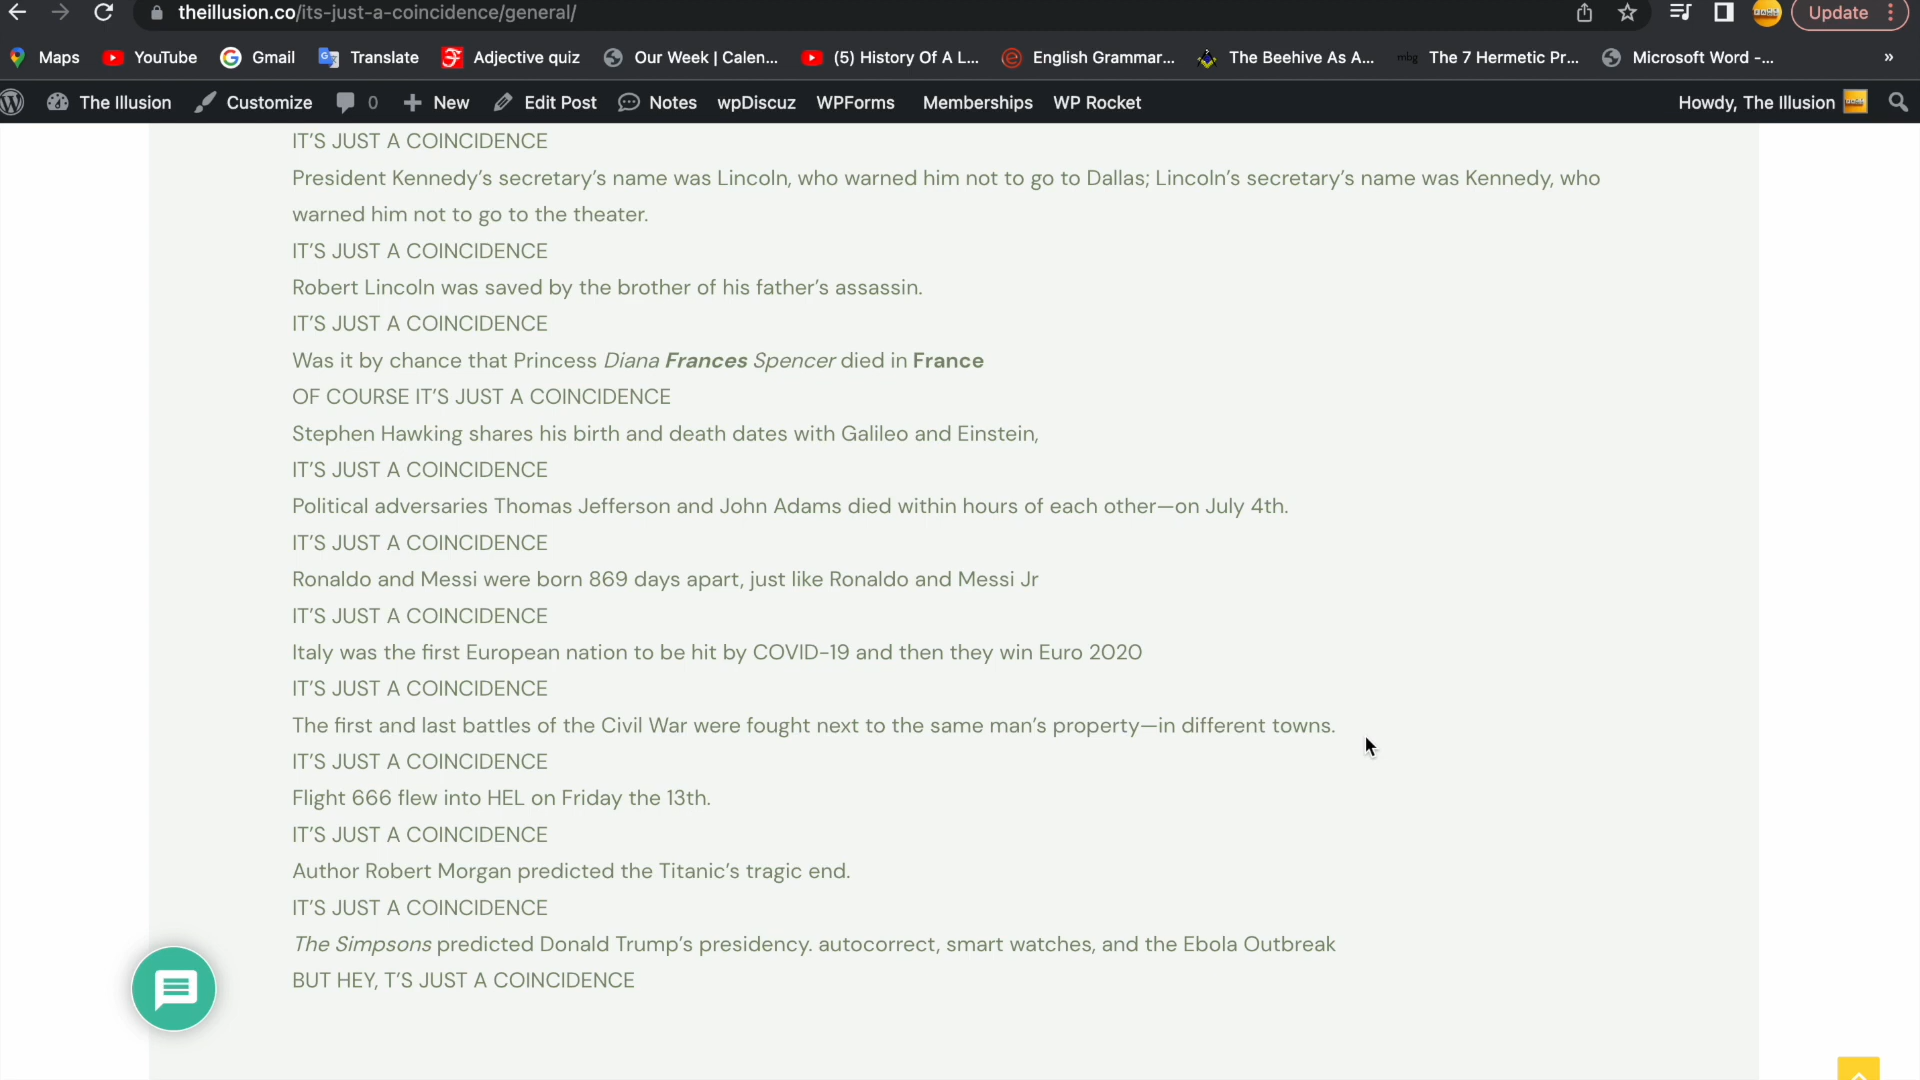 theillusion.co/its-just-a-coincidence/general/
Update
Maps YouTube Gmail Translate Adjective quiz Our Week | Calen... (5) History Of A L... English Grammar... The Beehive As A... mbg The 7 Hermetic Pr... Microsoft Word -... »
The Illusion Customize 0 New Edit Post Notes wpDiscuz WPForms Memberships WP Rocket Howdy, The Illusion
IT'S JUST A COINCIDENCE
President Kennedy's secretary's name was Lincoln, who warned him not to go to Dallas; Lincoln's secretary's name was Kennedy, who
warned him not to go to the theater.
IT'S JUST A COINCIDENCE
Robert Lincoln was saved by the brother of his father's assassin.
IT'S JUST A COINCIDENCE
Was it by chance that Princess Diana Frances Spencer died in France
OF COURSE IT'S JUST A COINCIDENCE
Stephen Hawking shares his birth and death dates with Galileo and Einstein,
IT'S JUST A COINCIDENCE
Political adversaries Thomas Jefferson and John Adams died within hours of each other—on July 4th.
IT'S JUST A COINCIDENCE
Ronaldo and Messi were born 869 days apart, just like Ronaldo and Messi Jr
IT'S JUST A COINCIDENCE
Italy was the first European nation to be hit by COVID-19 and then they win Euro 2020
IT'S JUST A COINCIDENCE
The first and last battles of the Civil War were fought next to the same man's property—in different towns.
IT'S JUST A COINCIDENCE
Flight 666 flew into HEL on Friday the 13th.
IT'S JUST A COINCIDENCE
Author Robert Morgan predicted the Titanic's tragic end.
IT'S JUST A COINCIDENCE
The Simpsons predicted Donald Trump's presidency. autocorrect, smart watches, and the Ebola Outbreak
BUT HEY, T'S JUST A COINCIDENCE